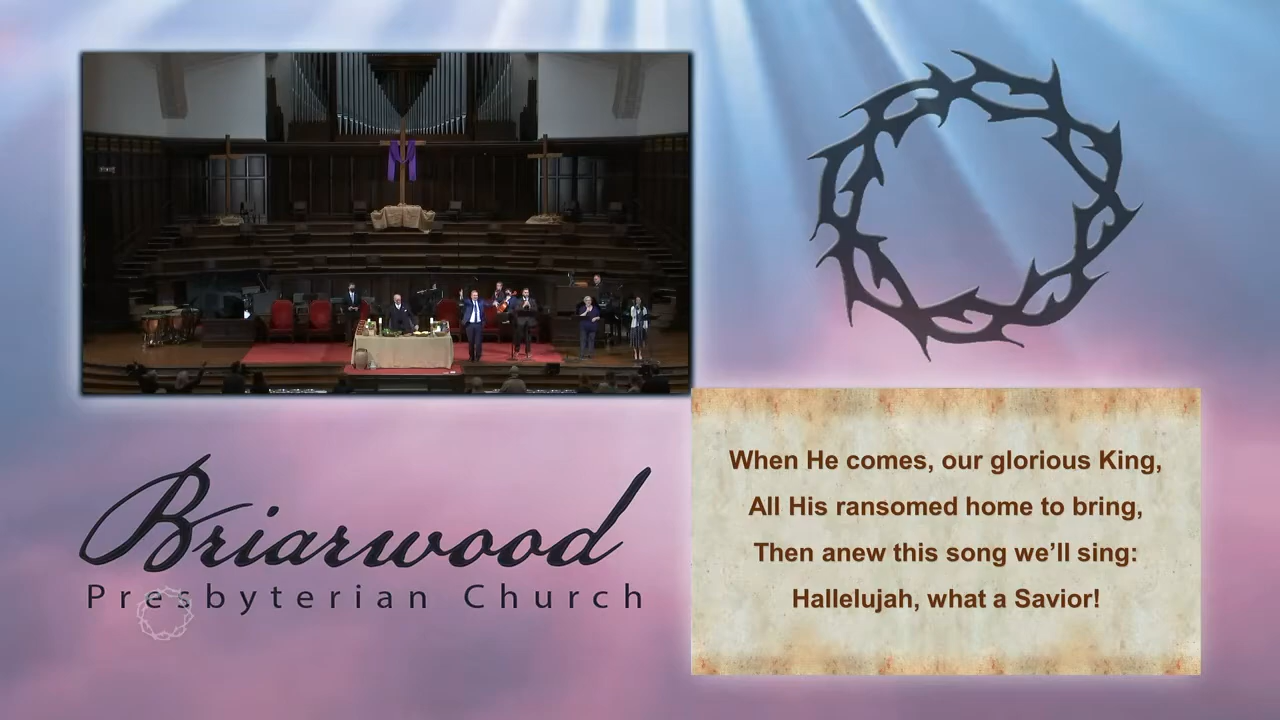 When He comes, our glorious King,
All His ransomed home to bring,
Then anew this song we'll sing:
Hallelujah, what a Savior!
Briarwood
Presbyterian Church